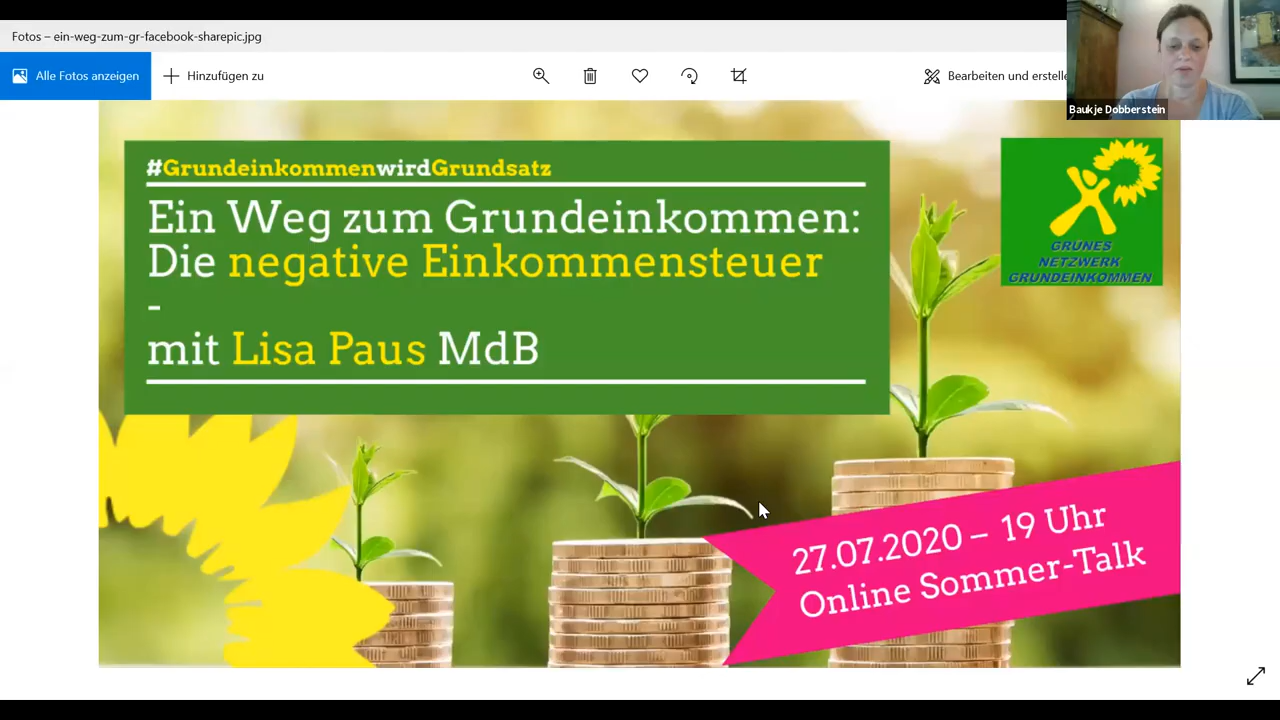 Fotos – ein-weg-zum-gr-facebook-sharepic.jpg
Alle Fotos anzeigen
Hinzufügen zu
Bearbeiten und erstelle
Baukje Dobberstein
#GrundeinkommenwirdGrundsatz
Ein Weg zum Grundeinkommen:
Die negative Einkommensteuer
-
mit Lisa Paus MdB
GRÜNES
NETZWERK
GRUNDEINKOMMEN
27.07.2020 – 19 Uhr
Online Sommer-Talk